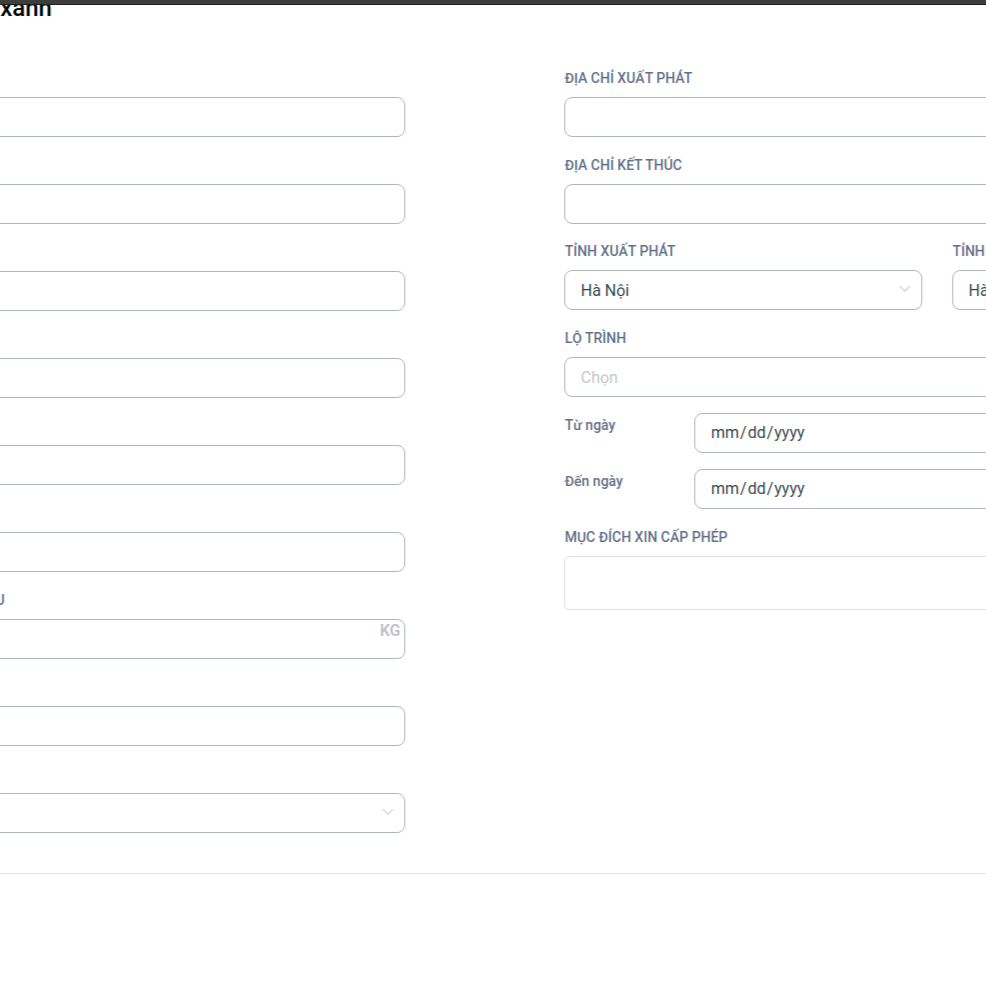 xanh
ĐỊA CHỈ XUẤT PHÁT
ĐỊA CHỈ KẾT THÚC
TỈNH XUẤT PHÁT
TỈNH
Hà Nội
Hà
LỘ TRÌNH
Chọn
Từ ngày
mm/dd/yyyy
Đến ngày
mm/dd/yyyy
MỤC ĐÍCH XIN CẤP PHÉP
U
KG